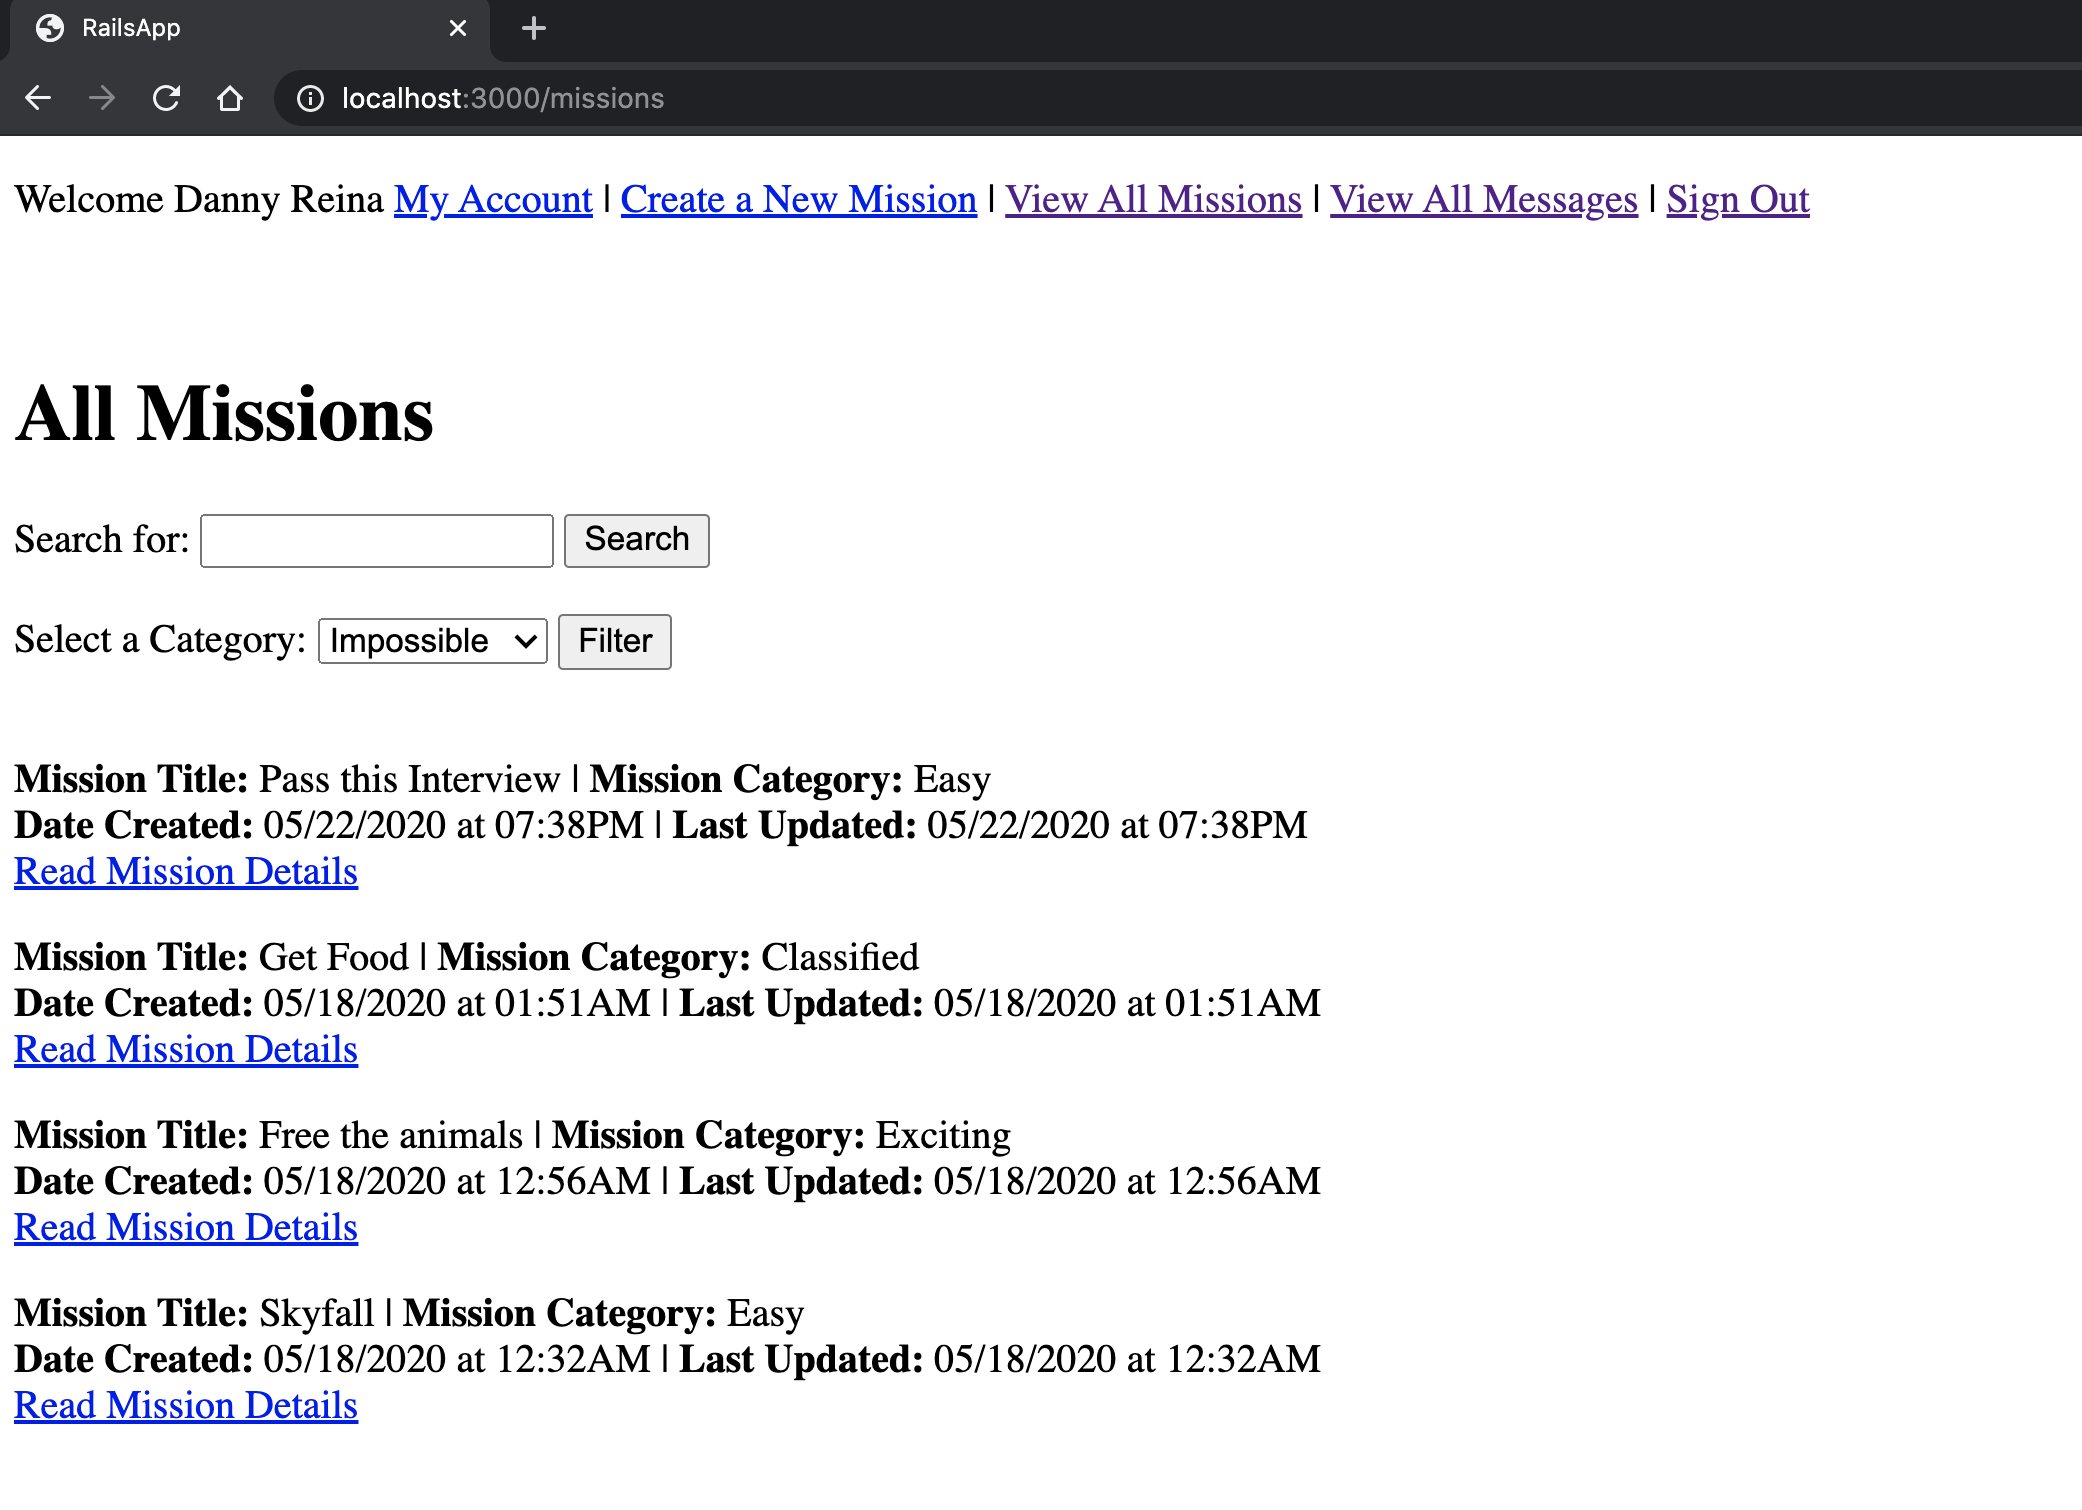 RailsApp
localhost:3000/missions
Welcome Danny Reina My Account | Create a New Mission | View All Missions | View All Messages | Sign Out
All Missions
Search for: Search
Select a Category: Impossible Filter
Mission Title: Pass this Interview | Mission Category: Easy
Date Created: 05/22/2020 at 07:38PM | Last Updated: 05/22/2020 at 07:38PM
Read Mission Details
Mission Title: Get Food | Mission Category: Classified
Date Created: 05/18/2020 at 01:51AM | Last Updated: 05/18/2020 at 01:51AM
Read Mission Details
Mission Title: Free the animals | Mission Category: Exciting
Date Created: 05/18/2020 at 12:56AM | Last Updated: 05/18/2020 at 12:56AM
Read Mission Details
Mission Title: Skyfall | Mission Category: Easy
Date Created: 05/18/2020 at 12:32AM | Last Updated: 05/18/2020 at 12:32AM
Read Mission Details